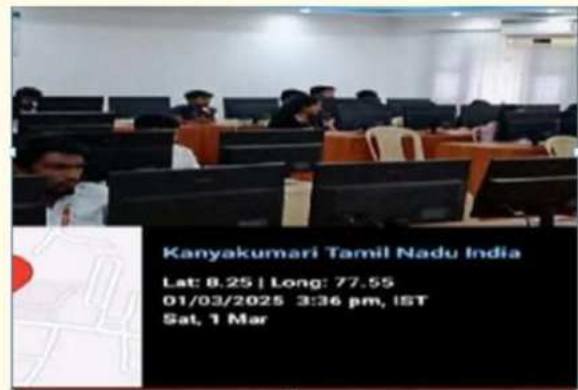 Kanyakumari Tamil Nadu India
Lat: 8.25 | Long: 77.55
01/03/2025 3:36 pm, IST
Sat, 1 Mar